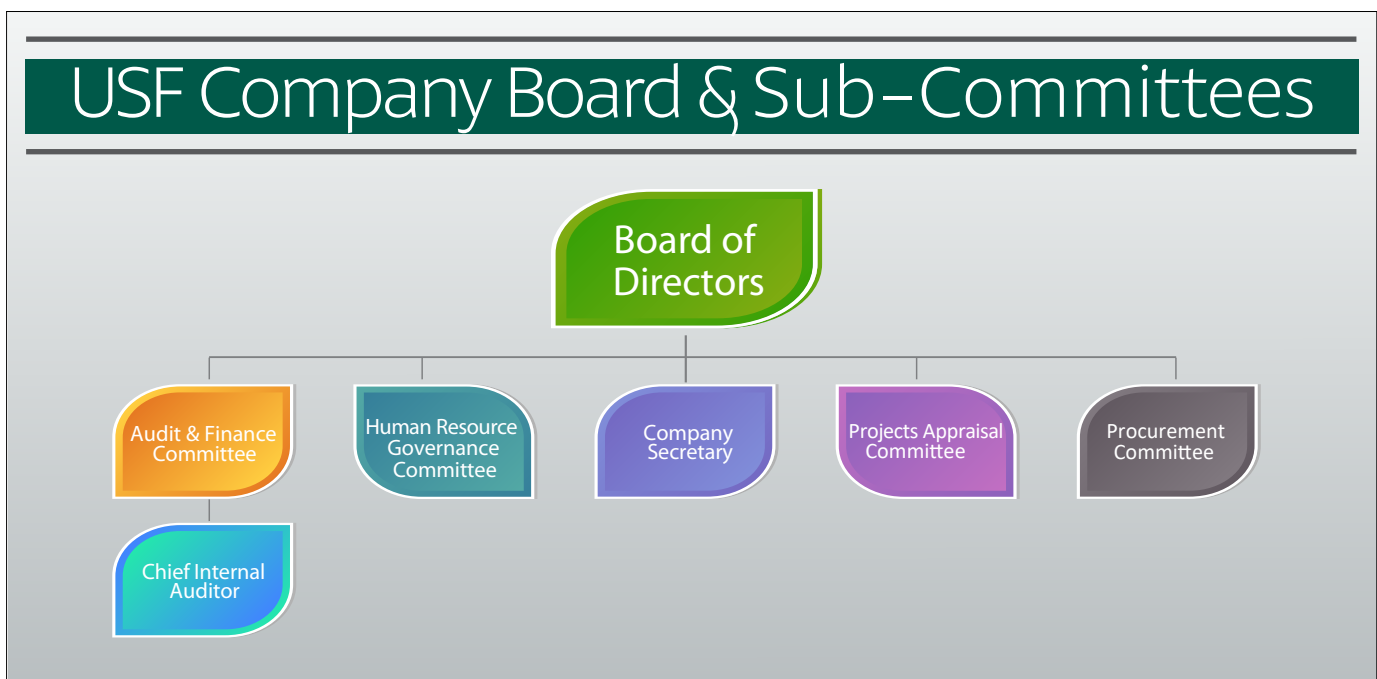 USF Company Board & Sub-Committees
Board of
Directors
Audit & Finance
Committee
Human Resource
Governance
Committee
Company
Secretary
Projects Appraisal
Committee
Procurement
Committee
Chief Internal
Auditor